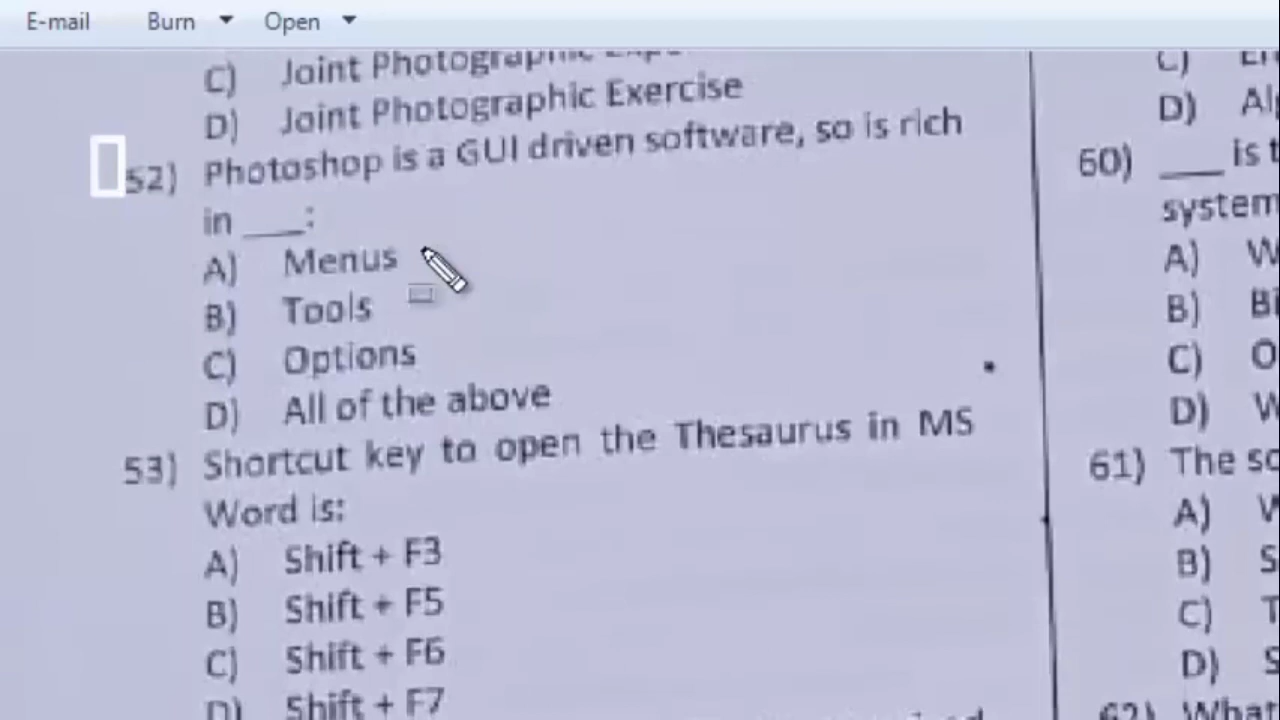 E-mail Burn Open
C) Joint Photographic
D) Joint Photographic Exercise
52) Photoshop is a GUI driven software, so is rich
in ___:
A) Menus
B) Tools
C) Options
D) All of the above
53) Shortcut key to open the Thesaurus in MS
Word is:
A) Shift + F3
B) Shift + F5
C) Shift + F6
D) Shift + F7
C)
D)
60) ___ is
system
A)
B)
C)
D)
61) The
A)
B)
C)
D)
62) What